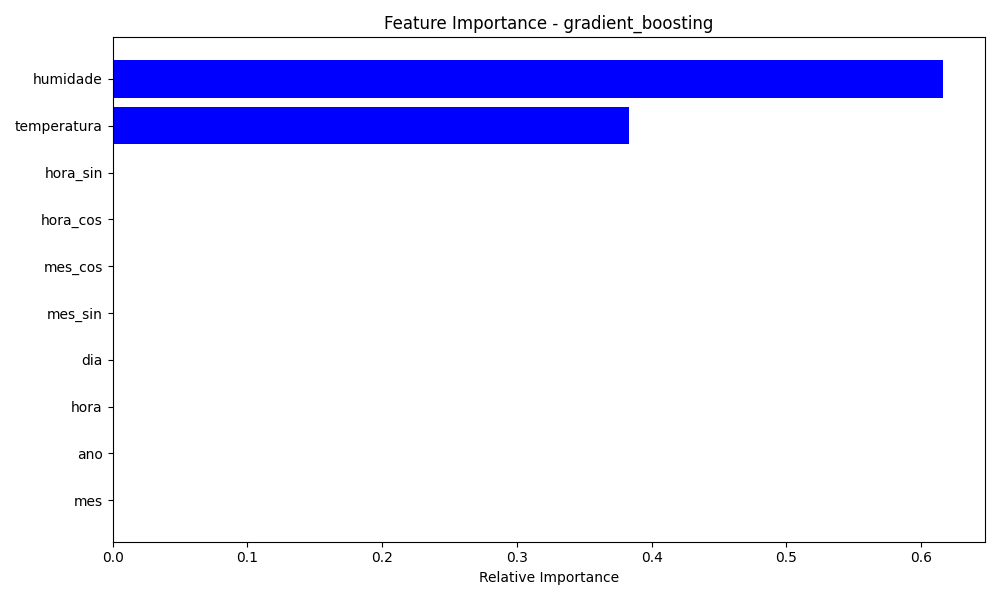 Feature Importance - gradient_boosting
humidade
temperatura
hora_sin
hora_cos
mes_cos
mes_sin
dia
hora
ano
mes
0.0 0.1 0.2 0.3 0.4 0.5 0.6
Relative Importance